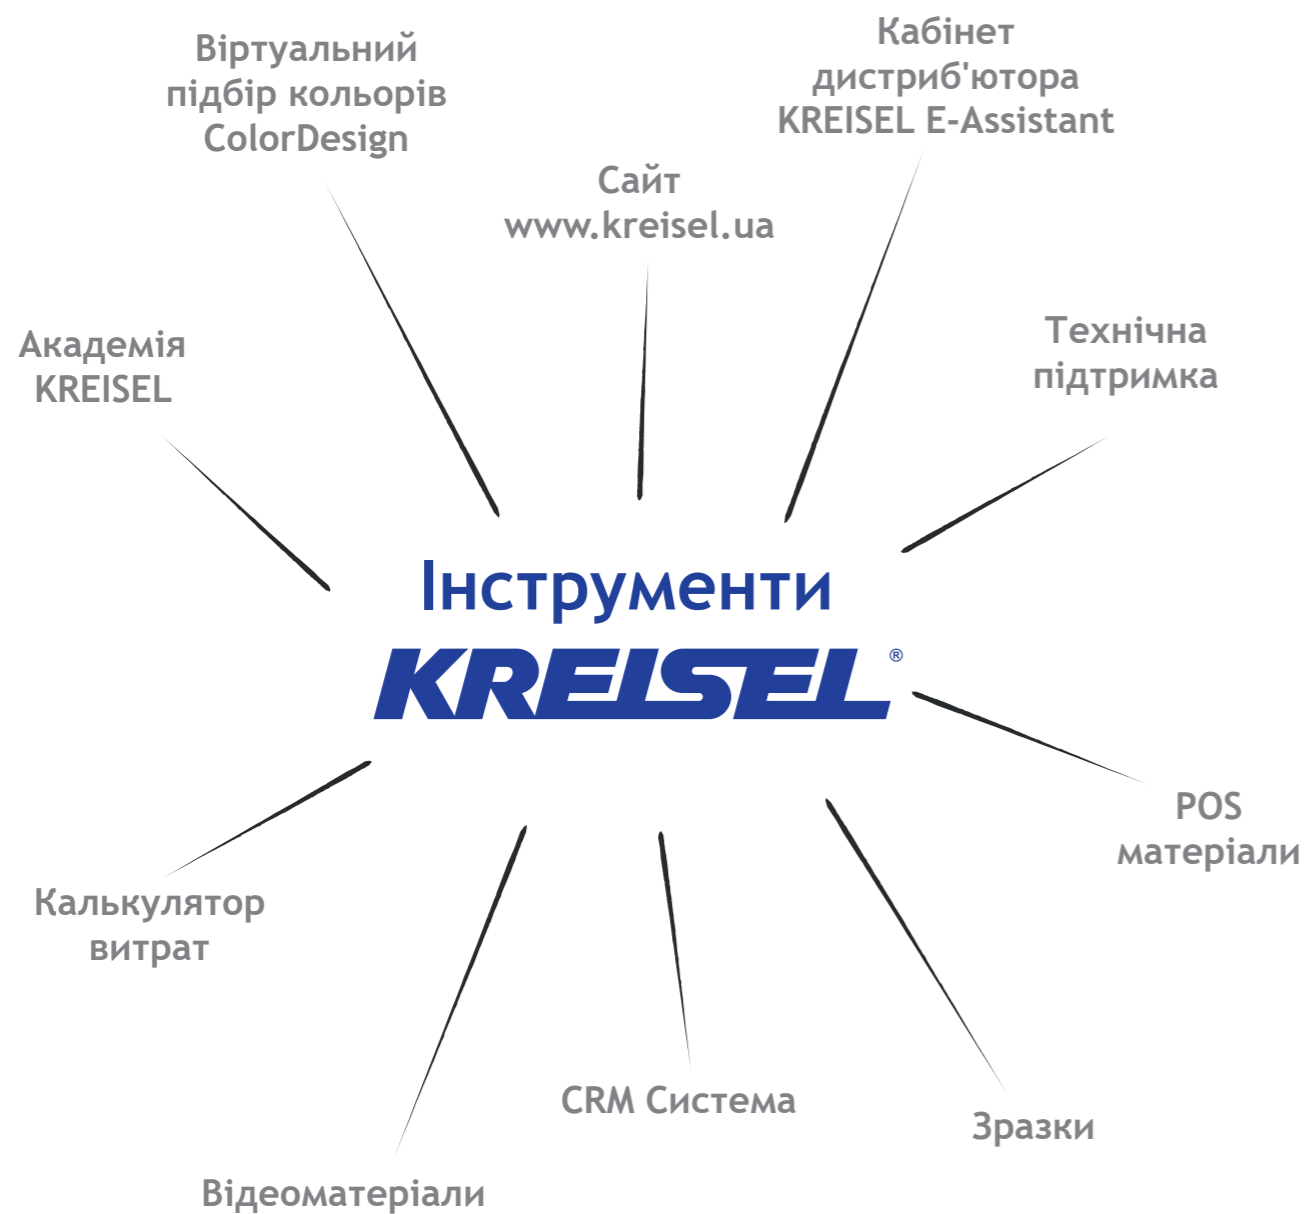 Віртуальний
підбір кольорів
ColorDesign
Сайт
www.kreisel.ua
Кабінет
дистриб'ютора
KREISEL E-Assistant
Академія
KREISEL
Технічна
підтримка
Інструменти
KREISEL®
Калькулятор
витрат
POS
матеріали
Відеоматеріали
CRM Система
Зразки